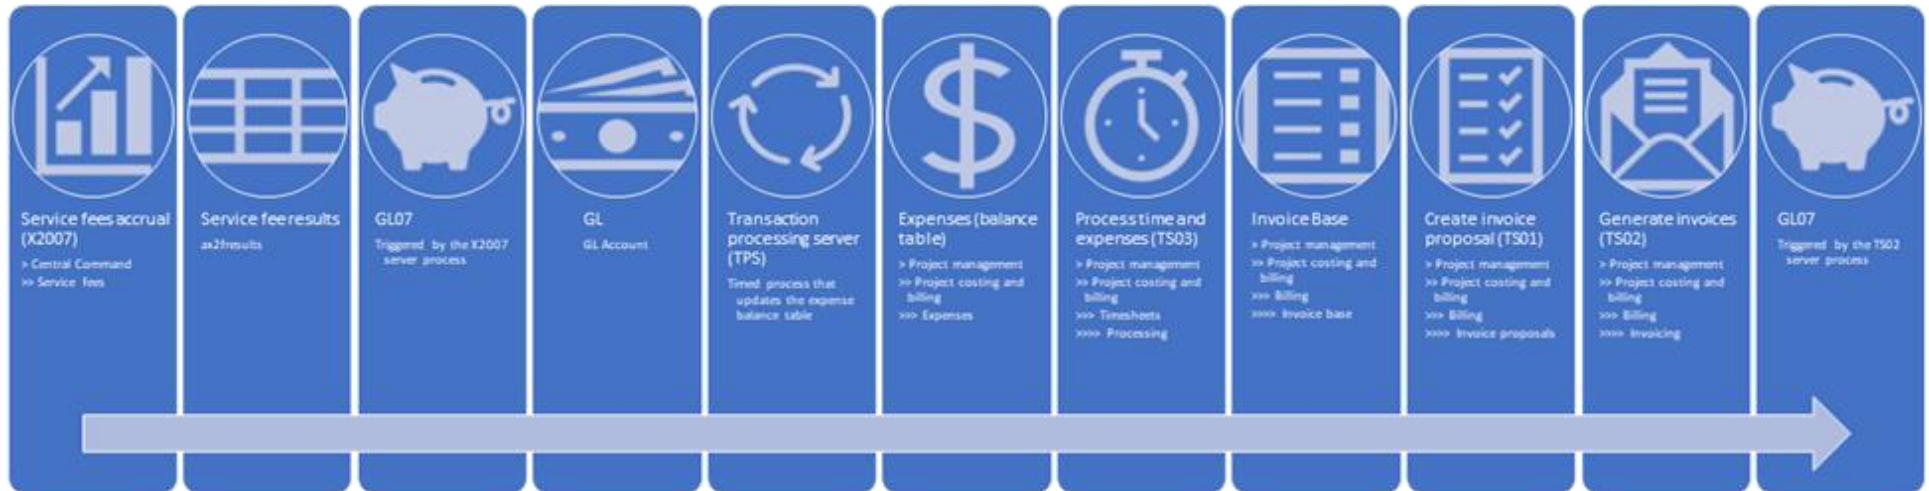 Service fees accrual
(X2007)
> Central Command
>> Service fees
Service fee results
GL07
Triggered by the X2007
server process
GL
GL Account
Transaction
processing server
(TPS)
Timed process that
updates the expense
balance table
Expenses (balance
table)
> Project management
>> Project costing and
billing
>>> Expenses
Process time and
expenses (TS03)
> Project management
>> Project costing and
billing
>>> Timesheets
>>>> Processing
Invoice Base
> Project management
>> Project costing and
billing
>>> Billing
>>>> Invoice base
Create invoice
proposal (TS01)
> Project management
>> Project costing and
billing
>>> Billing
>>>> Invoice proposals
Generate invoices
(TS02)
> Project management
>> Project costing and
billing
>>> Billing
>>>> Invoicing
GL07
Triggered by the TS02
server process